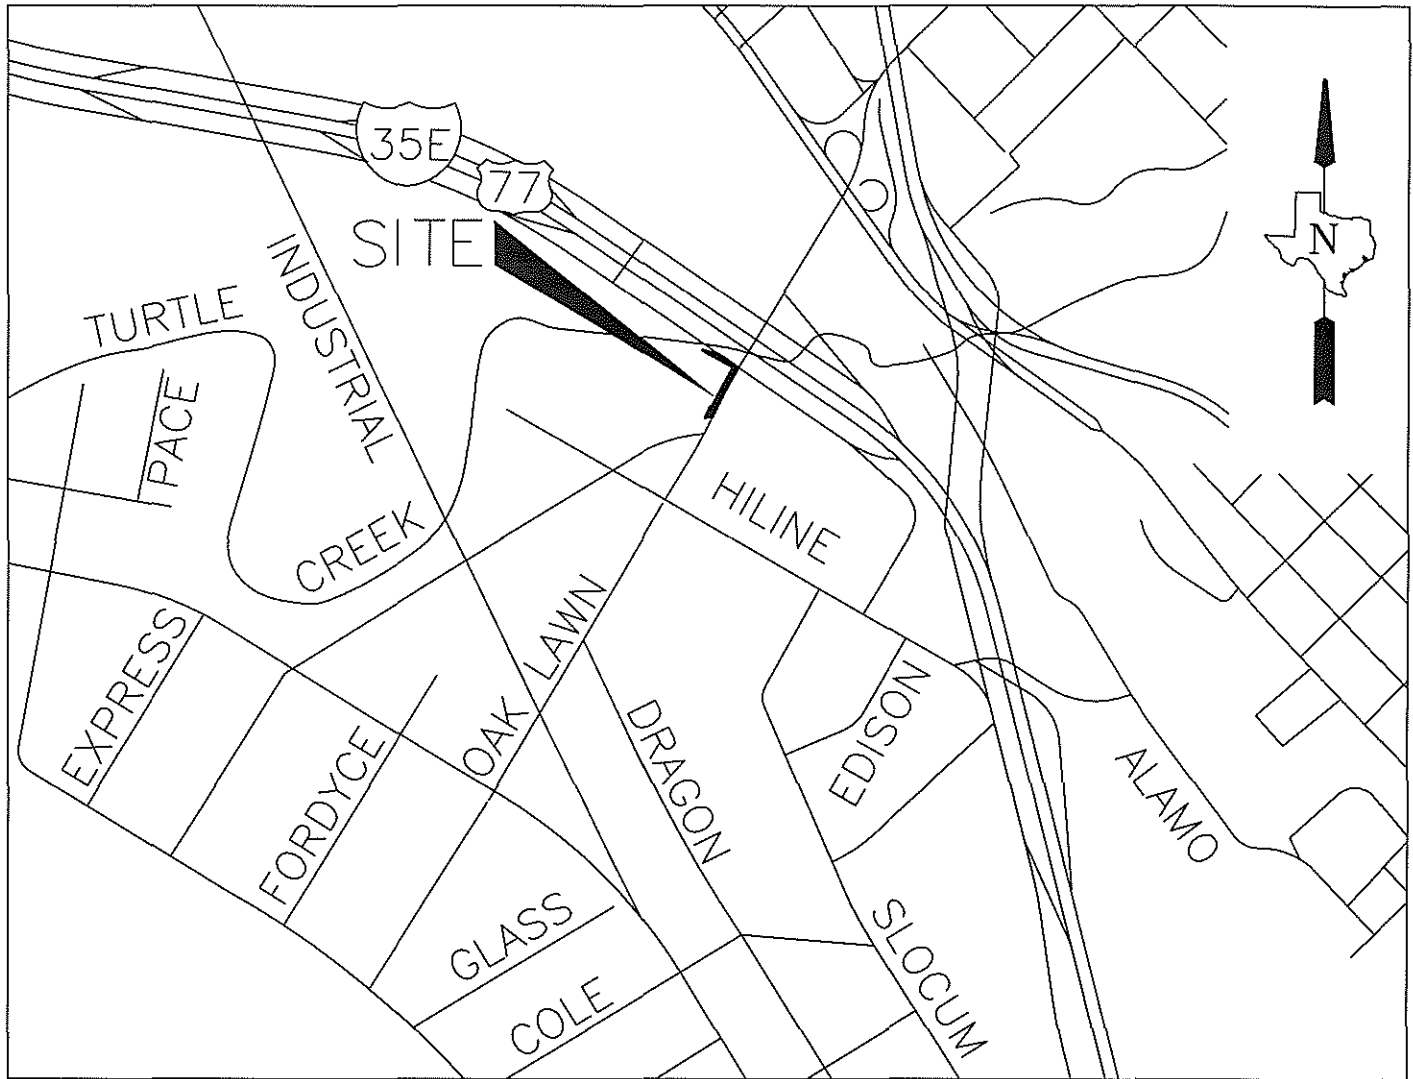 35E
77
SITE
N
INDUSTRIAL
TURTLE
PACE
CREEK
HILINE
EXPRESS
OAK LAWN
FORDYCE
DRAGON
EDISON
ALAMO
GLASS
COLE
SLOCUM